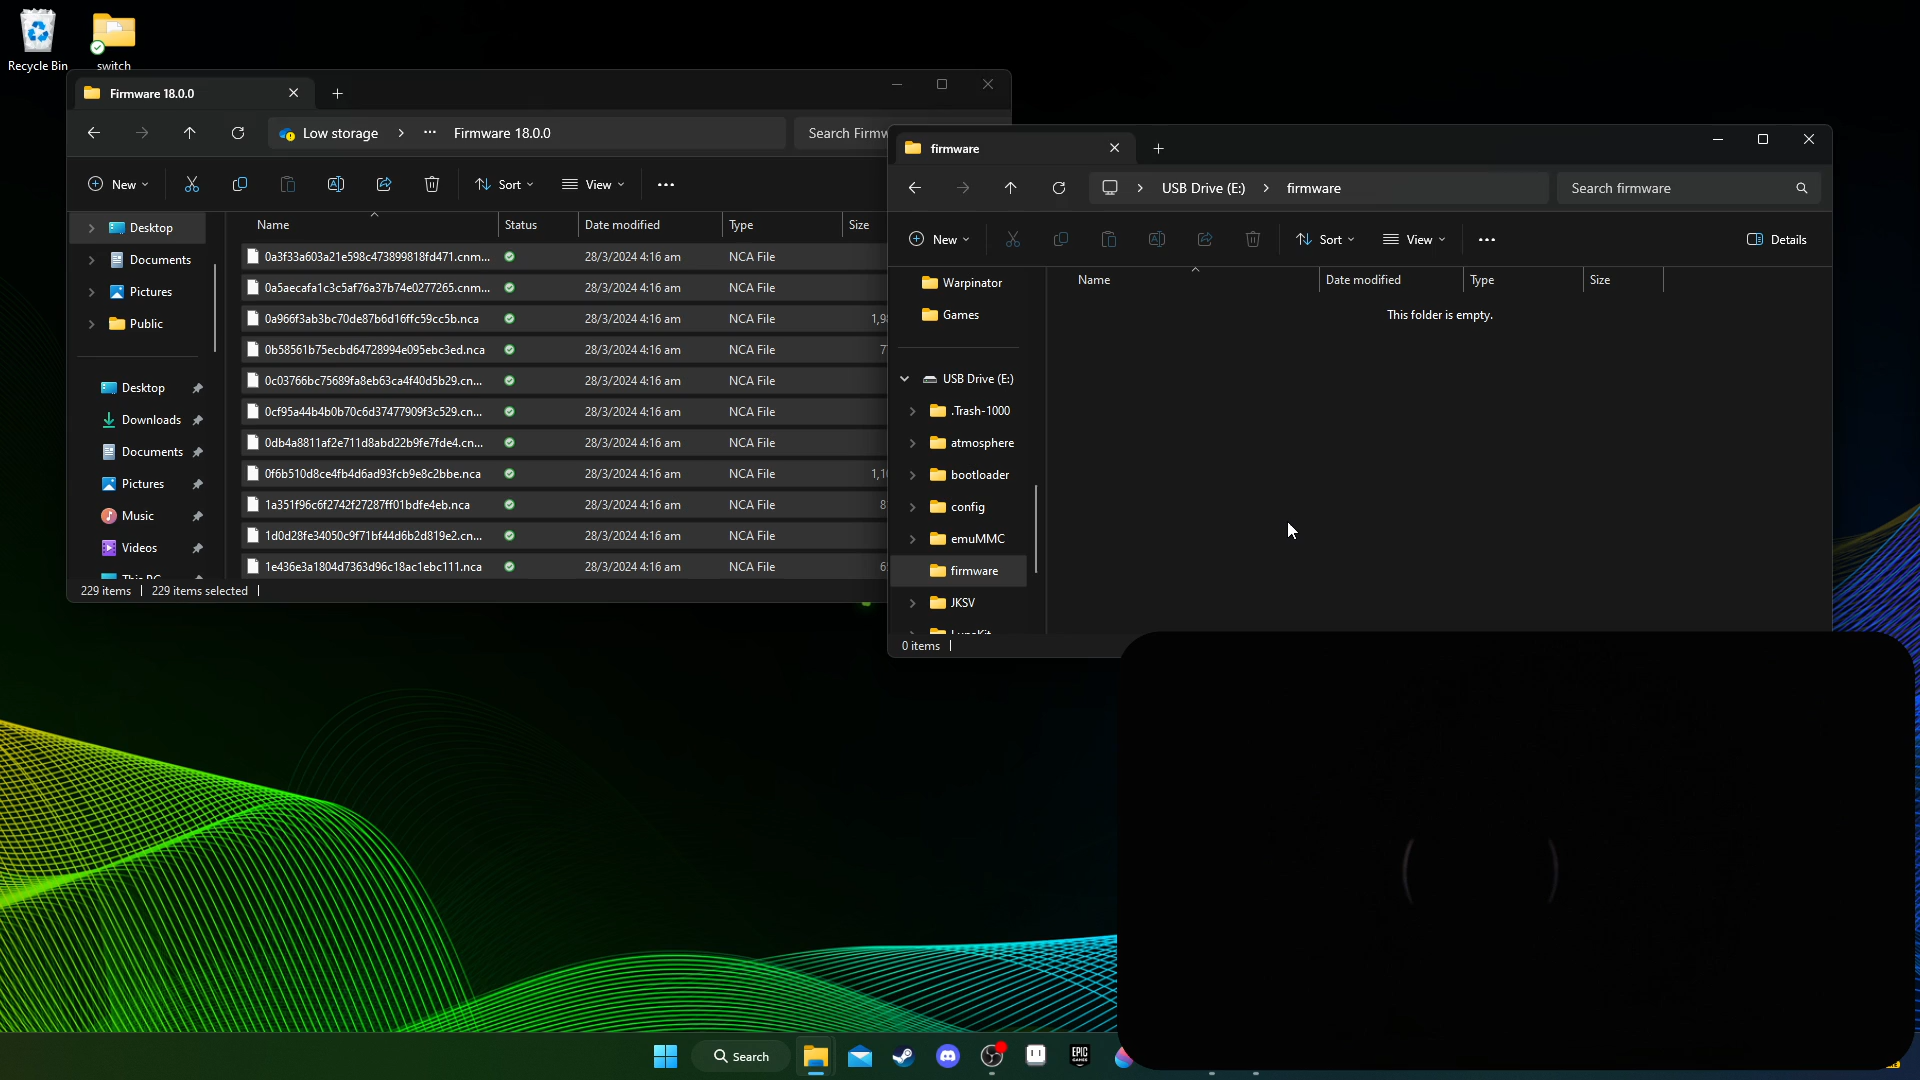 Recycle Bin
switch
Firmware 18.0.0
Low storage > ... Firmware 18.0.0
Search Firmw
New
Sort
View
Desktop
Documents
Pictures
Public
Desktop
Downloads
Documents
Pictures
Music
Videos
This PC
Name Status Date modified Type Size
0a3f33a603a21e598c473899818fd471.cnm... 28/3/2024 4:16 am NCA File
0a5aecafa1c3c5af76a37b74e0277265.cnm... 28/3/2024 4:16 am NCA File
0a966f3ab3bc70de87b6d16ffc59cc5b.nca 28/3/2024 4:16 am NCA File 1,98
0b58561b75ecbd64728994e095ebc3ed.nca 28/3/2024 4:16 am NCA File
0c03766bc75689fa8eb63ca4f40d5b29.cn... 28/3/2024 4:16 am NCA File
0cf95a44b4b0b70c6d37477909f3c529.cn... 28/3/2024 4:16 am NCA File
0db4a8811af2e711d8abd22b9fe7fde4.cn... 28/3/2024 4:16 am NCA File
0f6b510d8ce4fb4d6ad93fcb9e8c2bbe.nca 28/3/2024 4:16 am NCA File 1,10
1a351f96c6f2742f27287ff01bdfe4eb.nca 28/3/2024 4:16 am NCA File 8
1d0d28fe34050c9f71bf44d6b2d819e2.cn... 28/3/2024 4:16 am NCA File
1e436e3a1804d7363d96c18ac1ebc111.nca 28/3/2024 4:16 am NCA File
229 items 229 items selected
firmware
USB Drive (E:) > firmware
Search firmware
New
Sort
View
Details
Warpinator
Games
USB Drive (E:)
.Trash-1000
atmosphere
bootloader
config
emuMMC
firmware
JKSV
Name Date modified Type Size
This folder is empty.
0 items
Search
EPIC
GAMES